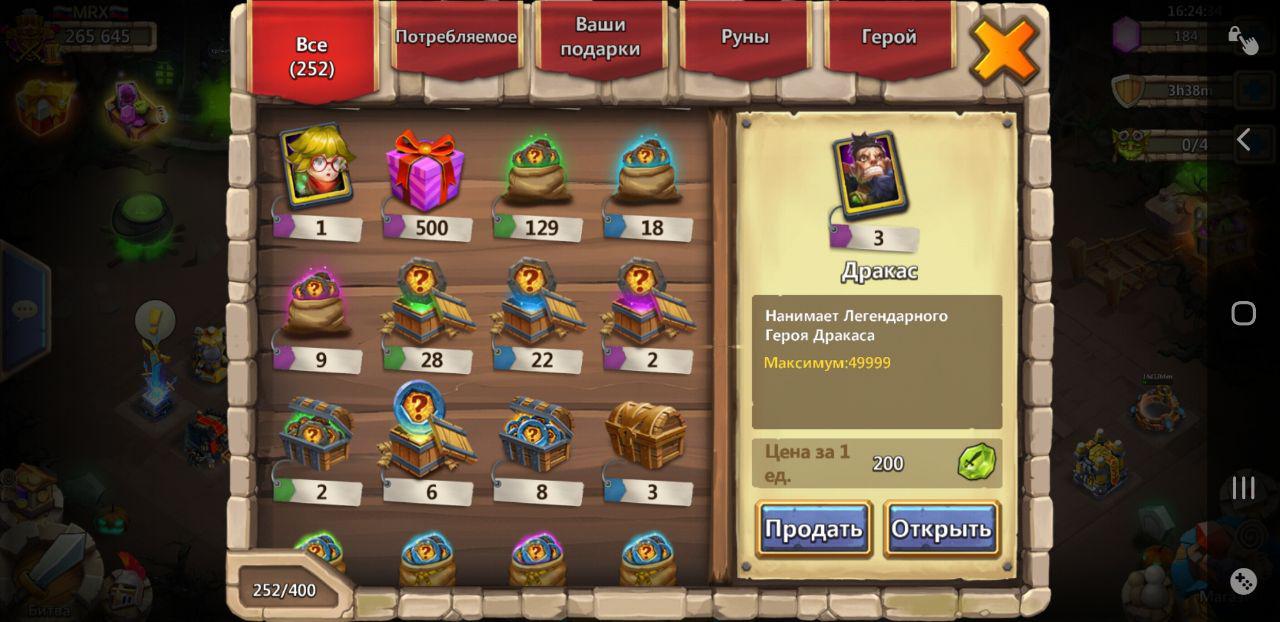 MRX
265 645
Все
(252)
Потребляемое
Ваши
подарки
Руны
Герой
16:24:34
184
3h38m
0/4
1
500
129
18
9
28
22
2
2
6
8
3
252/400
3
Дракас
Нанимает Легендарного
Героя Дракаса
Максимум:49999
Цена за 1
ед.
200
Продать
Открыть
Битва